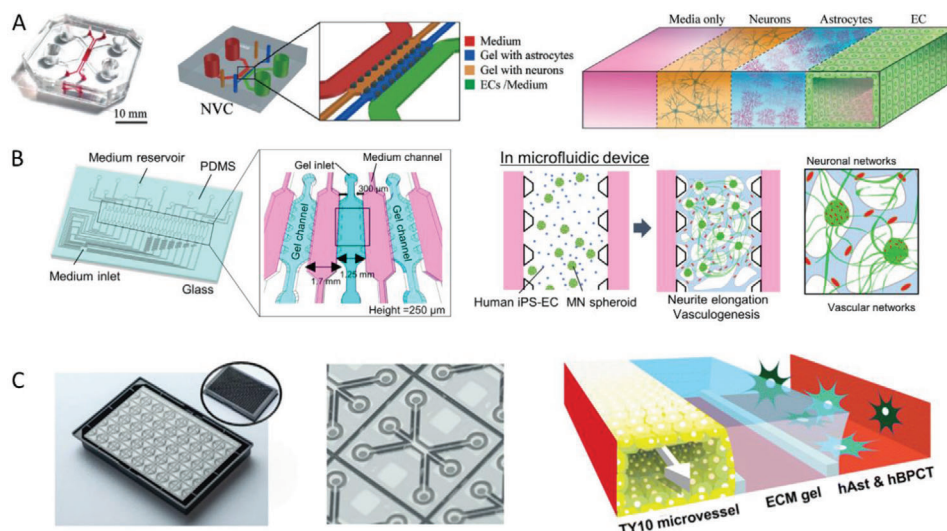 A
10 mm
NVC
Medium
Gel with astrocytes
Gel with neurons
ECs /Medium
Media only
Neurons
Astrocytes
EC
B
Medium reservoir
PDMS
Medium inlet
Glass
Gel inlet
Medium channel
300 μm
Gel channel
Gel channel
1.7 mm
1.25 mm
Height =250 μm
In microfluidic device
Human iPS-EC
MN spheroid
Neurite elongation
Vasculogenesis
Neuronal networks
Vascular networks
C
TY10 microvessel
ECM gel
hAst & hBPCT